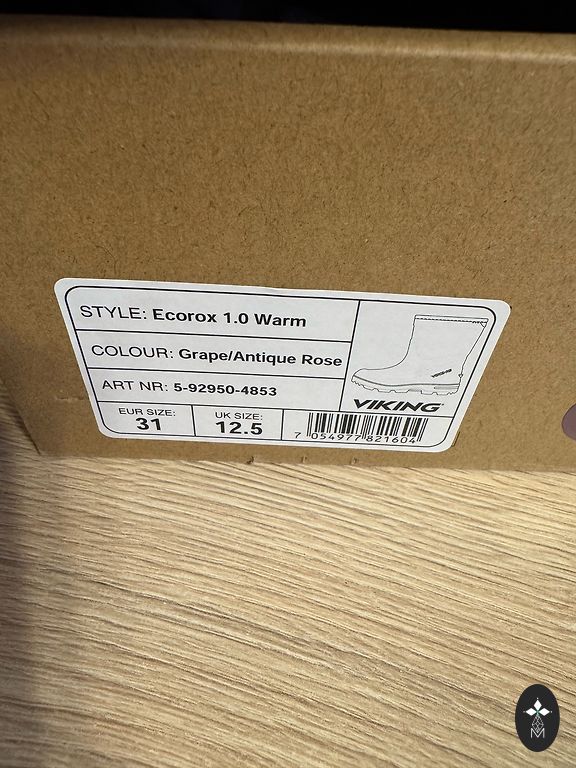 STYLE: Ecorox 1.0 Warm
COLOUR: Grape/Antique Rose
ART NR: 5-92950-4853
VIKING
EUR SIZE: 31
UK SIZE: 12.5
7 054977 821604
M